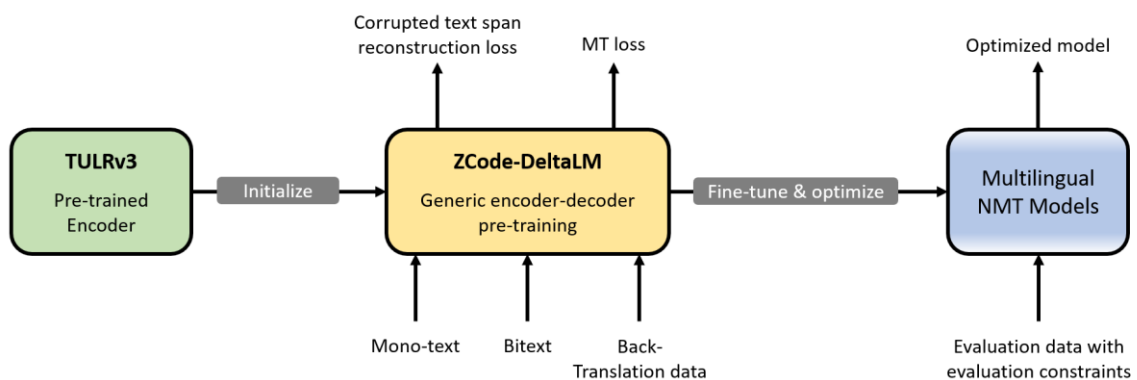 Corrupted text span
reconstruction loss
MT loss
Optimized model
TULRv3
Pre-trained
Encoder
Initialize
ZCode-DeltaLM
Generic encoder-decoder
pre-training
Fine-tune & optimize
Multilingual
NMT Models
Mono-text
Bitext
Back-
Translation data
Evaluation data with
evaluation constraints